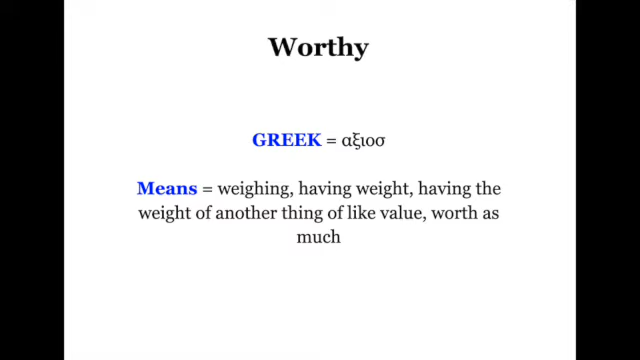 Worthy
GREEK = αξιοσ
Means = weighing, having weight, having the
weight of another thing of like value, worth as
much